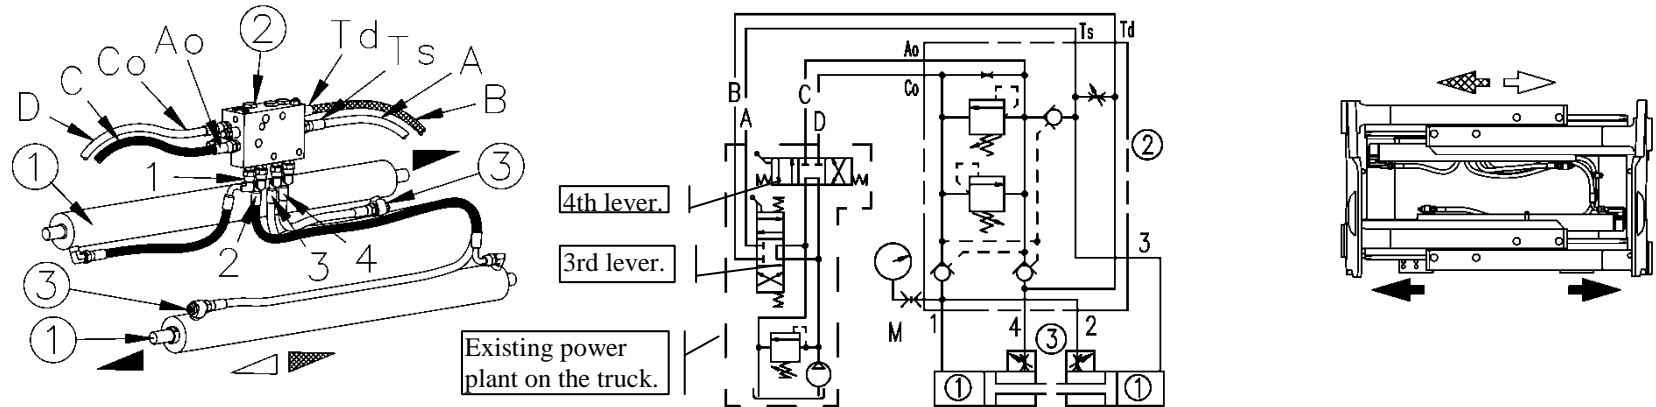 2
Td
Ts
A
B
Ao
Co
C
D
1
1
3
2
3
4
3
1
4th lever.
3rd lever.
Existing power
plant on the truck.
B
A
C
D
Ao
Co
Ts
Td
2
3
M
1
4
3
2
1
1